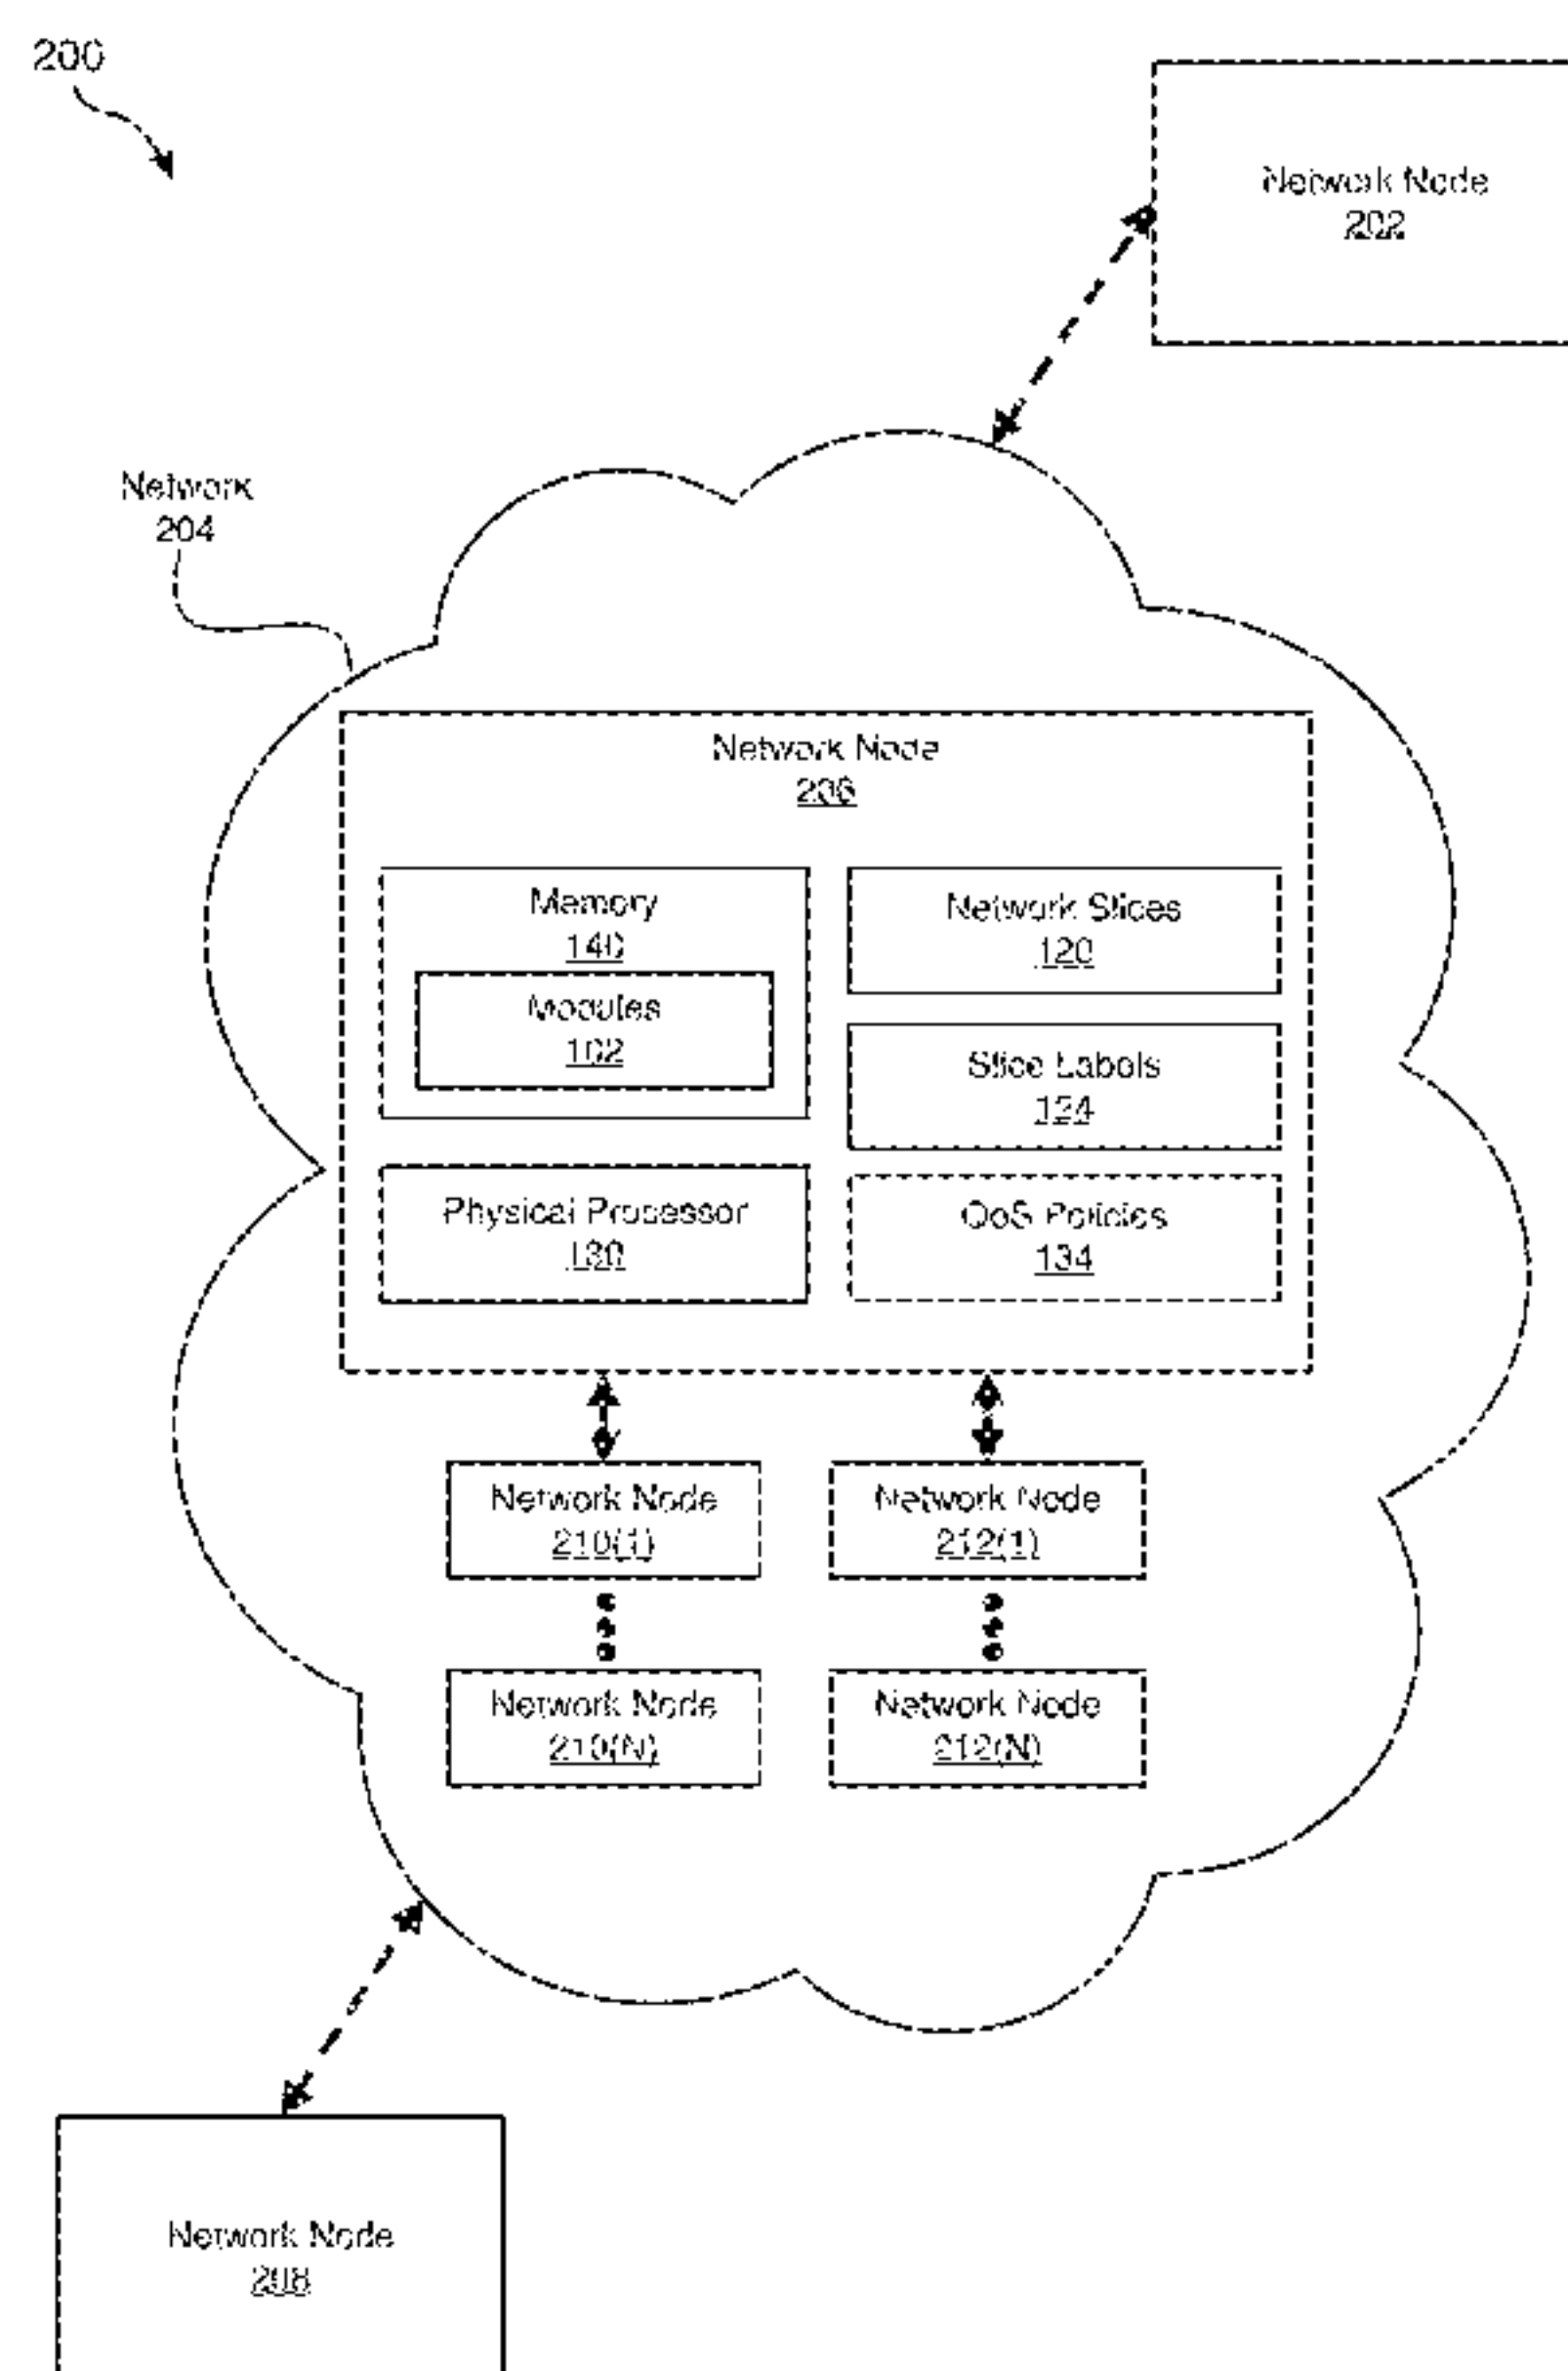 200
Network Node
202
Network
204
Network Node
206
Memory
140
Modules
102
Network Slices
120
Slice Labels
124
Physical Processor
130
QoS Policies
134
Network Node
210(1)
Network Node
212(1)
Network Node
210(N)
Network Node
212(N)
Network Node
208